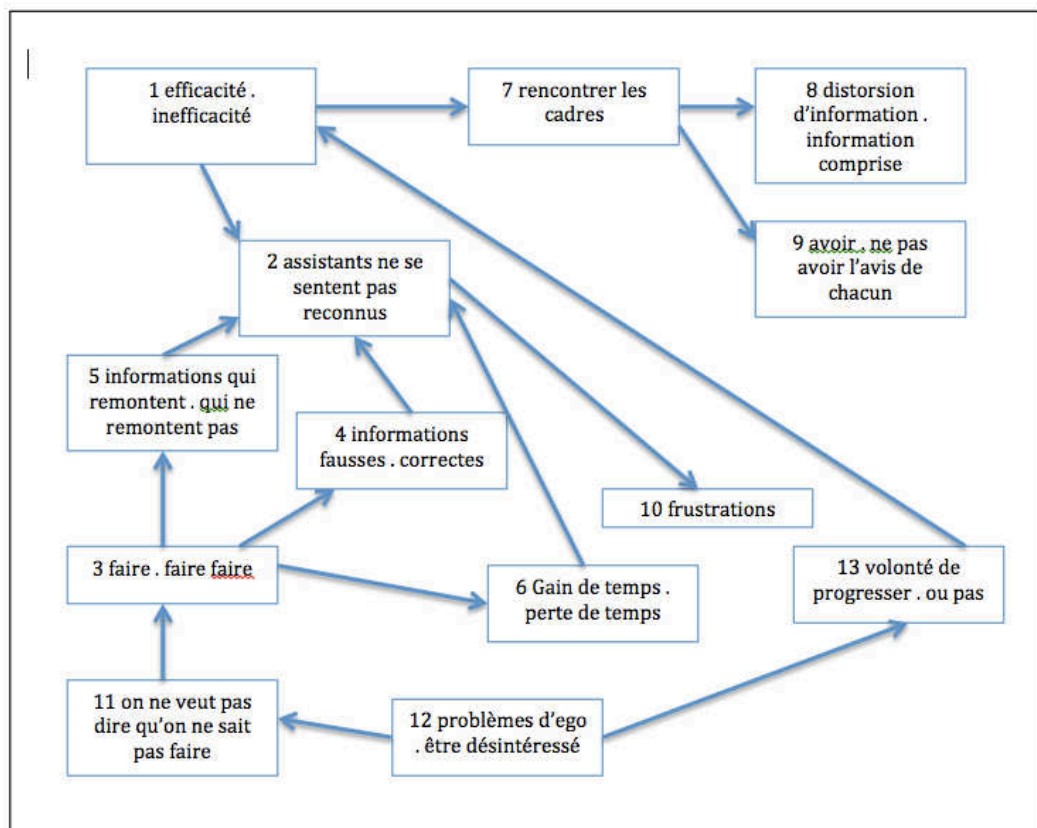 1 efficacité .
inefficacité
7 rencontrer les
cadres
8 distorsion
d'information .
information
comprise
9 avoir . ne pas
avoir l'avis de
chacun
2 assistants ne se
sentent pas
reconnus
5 informations qui
remontent . qui ne
remontent pas
4 informations
fausses . correctes
10 frustrations
3 faire . faire faire
6 Gain de temps .
perte de temps
13 volonté de
progresser . ou pas
11 on ne veut pas
dire qu'on ne sait
pas faire
12 problèmes d'ego
. être désintéressé